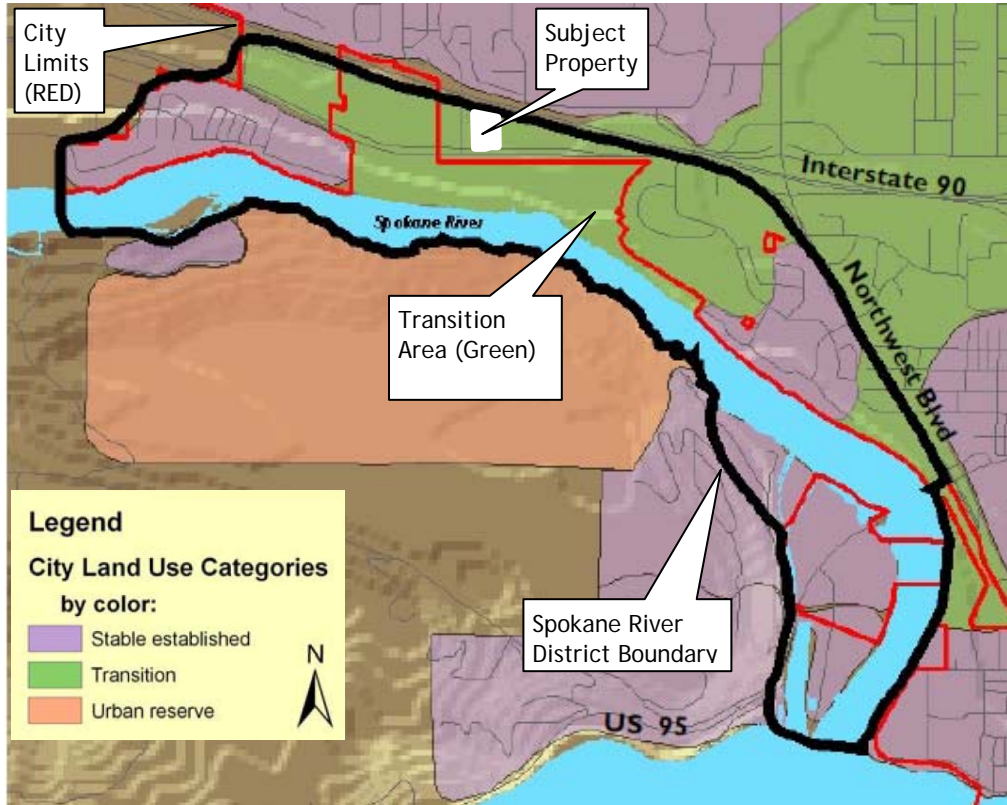 City
Limits
(RED)
Subject
Property
Interstate 90
Spokane River
Transition
Area (Green)
Northwest Blvd
Legend
City Land Use Categories
by color:
Stable established
Transition
Urban reserve
N
Spokane River
District Boundary
US 95